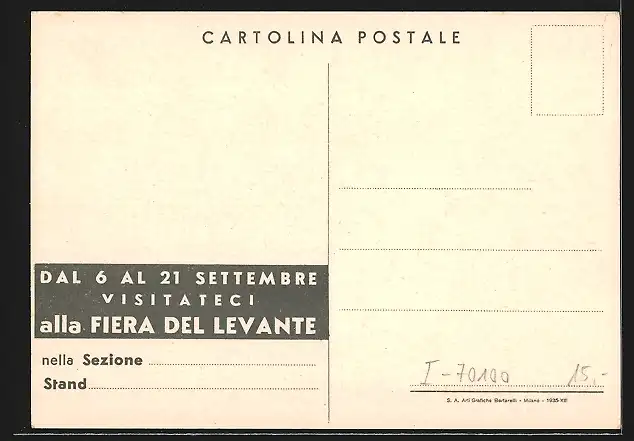 CARTOLINA POSTALE
DAL 6 AL 21 SETTEMBRE
VISITATECI
alla FIERA DEL LEVANTE
nella Sezione
Stand
I-70100 15,-
S. A. Arti Grafiche Bertarelli - Milano - 1935-XIII